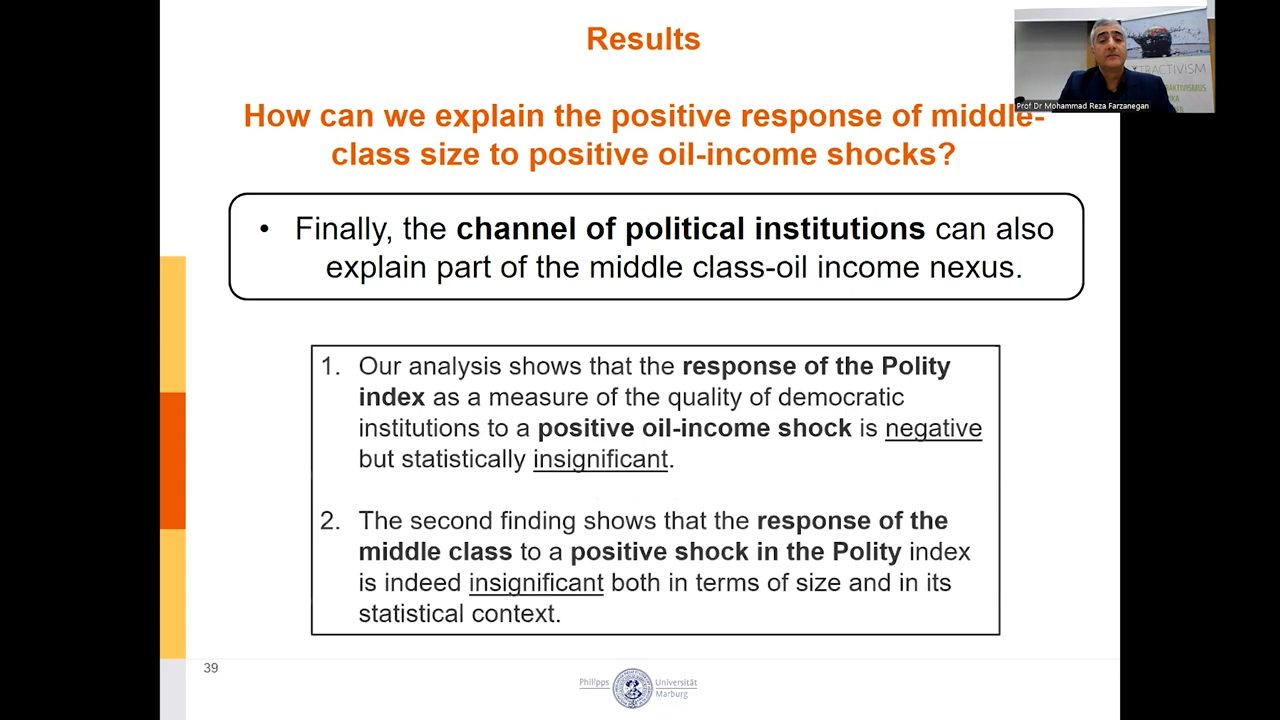 Results
How can we explain the positive response of middle-
class size to positive oil-income shocks?
• Finally, the channel of political institutions can also
explain part of the middle class-oil income nexus.
1. Our analysis shows that the response of the Polity
index as a measure of the quality of democratic
institutions to a positive oil-income shock is negative
but statistically insignificant.
2. The second finding shows that the response of the
middle class to a positive shock in the Polity index
is indeed insignificant both in terms of size and in its
statistical context.
39
Philipps Universität
Marburg
Prof Dr Mohammad Reza Farzanegan